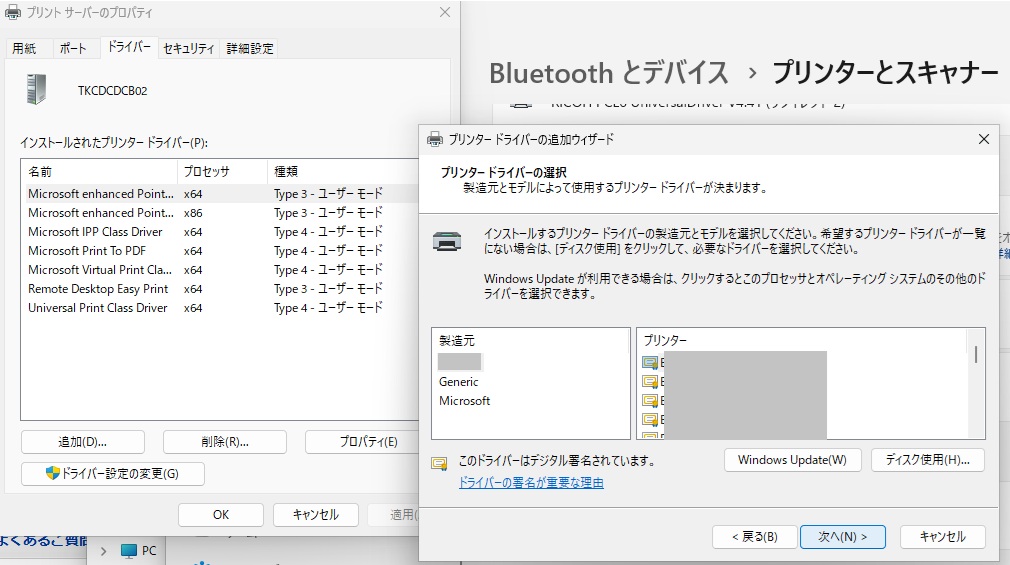 プリント サーバーのプロパティ
用紙
ポート
ドライバー
セキュリティ
詳細設定
TKCDCDCB02
インストールされたプリンター ドライバー(P):
名前 プロセッサ 種類
Microsoft enhanced Point... x64 Type 3 - ユーザー モード
Microsoft enhanced Point... x86 Type 3 - ユーザー モード
Microsoft IPP Class Driver x64 Type 4 - ユーザー モード
Microsoft Print To PDF x64 Type 4 - ユーザー モード
Microsoft Virtual Print Cla... x64 Type 4 - ユーザー モード
Remote Desktop Easy Print x64 Type 3 - ユーザー モード
Universal Print Class Driver x64 Type 4 - ユーザー モード
追加(D)...
削除(R)...
プロパティ(E)
ドライバー設定の変更(G)
OK
キャンセル
適用(
よくあるご質問
PC
Bluetooth とデバイス › プリンターとスキャナー
プリンター ドライバーの追加ウィザード
プリンター ドライバーの選択
製造元とモデルによって使用するプリンター ドライバーが決まります。
インストールするプリンター ドライバーの製造元とモデルを選択してください。希望するプリンター ドライバーが一覧
にない場合は、[ディスク使用] をクリックして、必要なドライバーを選択してください。
Windows Update が利用できる場合は、クリックするとこのプロセッサとオペレーティング システムのその他のド
ライバーを選択できます。
製造元
Generic
Microsoft
プリンター
このドライバーはデジタル署名されています。
ドライバーの署名が重要な理由
Windows Update(W)
ディスク使用(H)...
< 戻る(B)
次へ(N) >
キャンセル